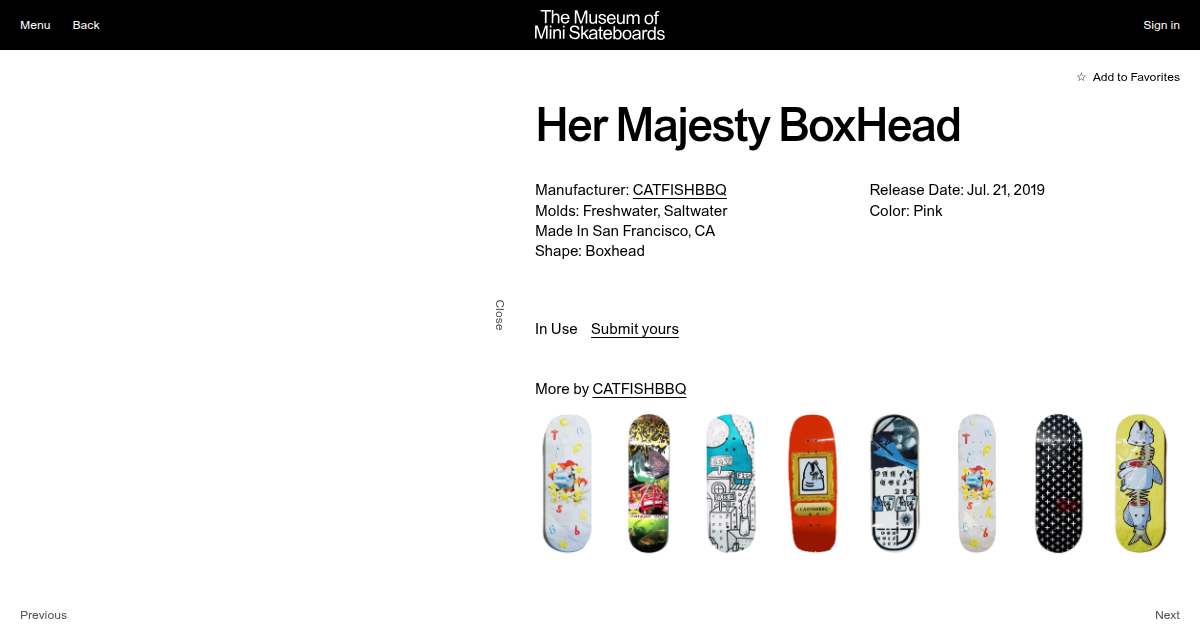 Menu
Back
The Museum of
Mini Skateboards
Sign in
☆ Add to Favorites
Her Majesty BoxHead
Manufacturer: CATFISHBBQ
Molds: Freshwater, Saltwater
Made In San Francisco, CA
Shape: Boxhead
Release Date: Jul. 21, 2019
Color: Pink
Close
In Use
Submit yours
More by CATFISHBBQ
CATFISHBBQ
Previous
Next